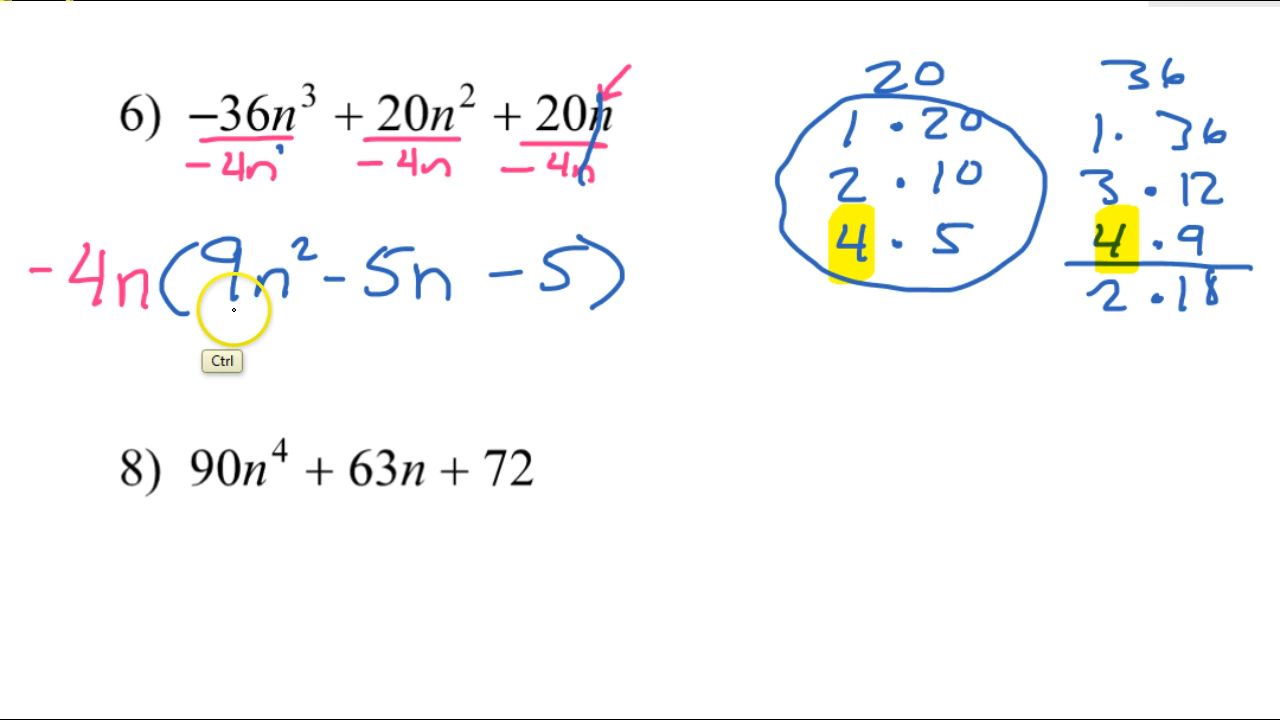 6) −36n³ + 20n² + 20n
− 4n¹ − 4n − 4n
−4n(9n² − 5n − 5)
Ctrl
8) 90n⁴ + 63n + 72
20
1 · 20
2 · 10
4 · 5
36
1 · 36
3 · 12
4 · 9
2 · 18